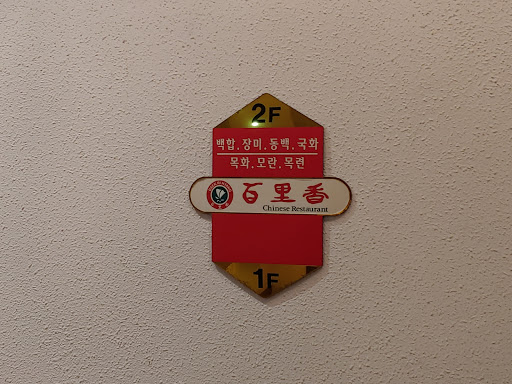 2F
백합.장미.동백.국화
목화.모란.목련
百里香
Chinese Restaurant
1F